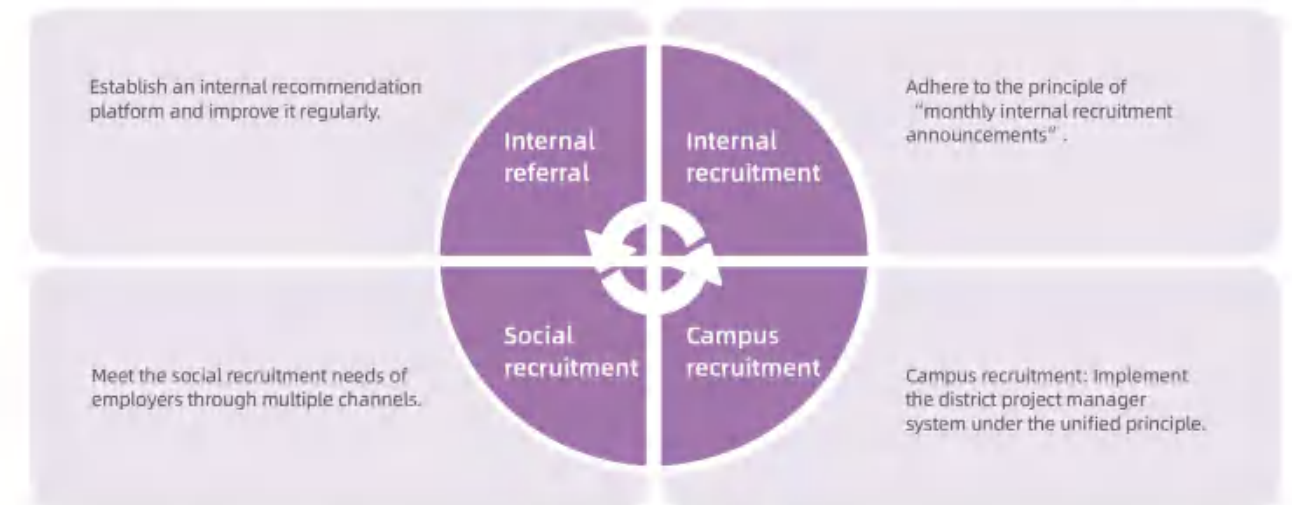 Establish an internal recommendation
platform and improve it regularly.
Internal
referral
Internal
recruitment
Adhere to the principle of
“monthly internal recruitment
announcements” .
Meet the social recruitment needs of
employers through multiple channels.
Social
recruitment
Campus
recruitment
Campus recruitment: Implement
the district project manager
system under the unified principle.